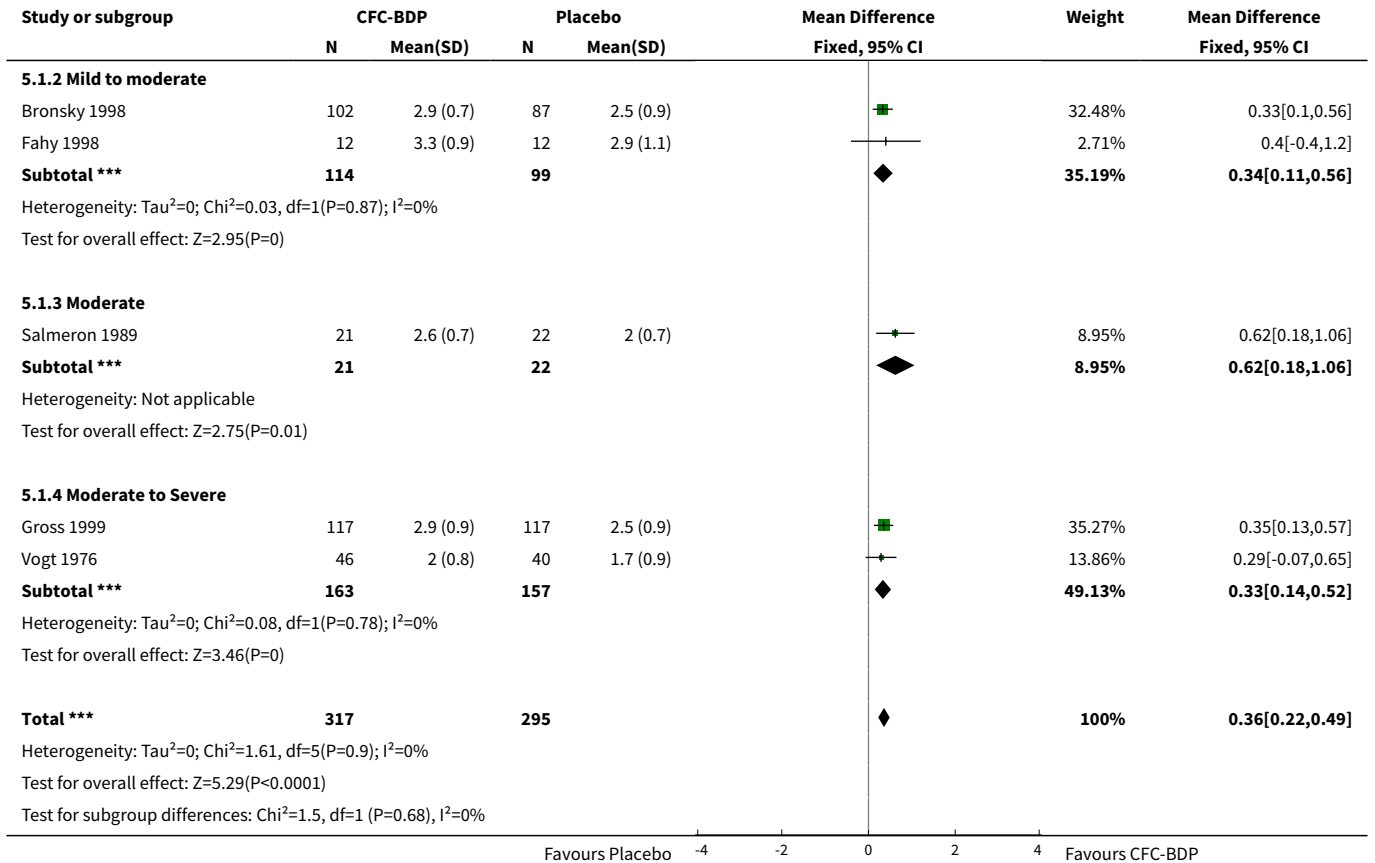 Study or subgroup CFC-BDP Placebo Mean Difference Weight Mean Difference
N Mean(SD) N Mean(SD) Fixed, 95% CI Fixed, 95% CI
5.1.2 Mild to moderate
Bronsky 1998 102 2.9 (0.7) 87 2.5 (0.9) 32.48% 0.33[0.1,0.56]
Fahy 1998 12 3.3 (0.9) 12 2.9 (1.1) 2.71% 0.4[-0.4,1.2]
Subtotal *** 114 99 35.19% 0.34[0.11,0.56]
Heterogeneity: Tau²=0; Chi²=0.03, df=1(P=0.87); I²=0%
Test for overall effect: Z=2.95(P=0)
5.1.3 Moderate
Salmeron 1989 21 2.6 (0.7) 22 2 (0.7) 8.95% 0.62[0.18,1.06]
Subtotal *** 21 22 8.95% 0.62[0.18,1.06]
Heterogeneity: Not applicable
Test for overall effect: Z=2.75(P=0.01)
5.1.4 Moderate to Severe
Gross 1999 117 2.9 (0.9) 117 2.5 (0.9) 35.27% 0.35[0.13,0.57]
Vogt 1976 46 2 (0.8) 40 1.7 (0.9) 13.86% 0.29[-0.07,0.65]
Subtotal *** 163 157 49.13% 0.33[0.14,0.52]
Heterogeneity: Tau²=0; Chi²=0.08, df=1(P=0.78); I²=0%
Test for overall effect: Z=3.46(P=0)
Total *** 317 295 100% 0.36[0.22,0.49]
Heterogeneity: Tau²=0; Chi²=1.61, df=5(P=0.9); I²=0%
Test for overall effect: Z=5.29(P<0.0001)
Test for subgroup differences: Chi²=1.5, df=1 (P=0.68), I²=0%
Favours Placebo -4 -2 0 2 4 Favours CFC-BDP